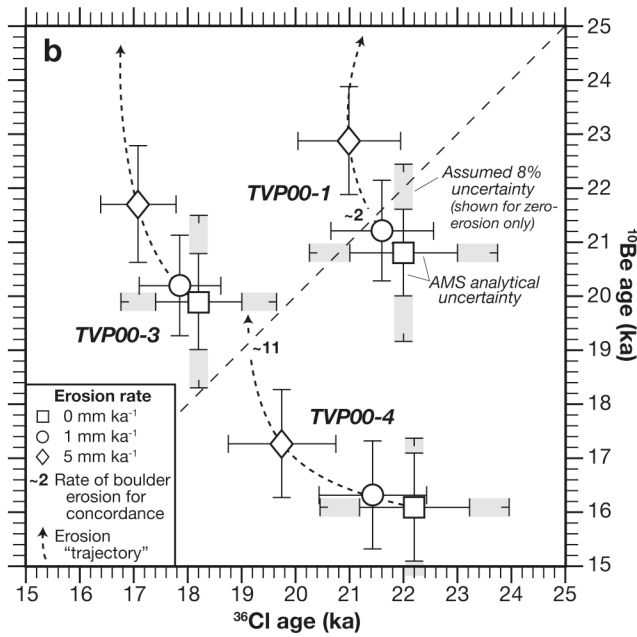 b
25
24
23
22
21
20
19
18
17
16
15
10Be age (ka)
TVP00-1
~2
Assumed 8%
uncertainty
(shown for zero-
erosion only)
AMS analytical
uncertainty
TVP00-3
~11
TVP00-4
Erosion rate
0 mm ka-1
1 mm ka-1
5 mm ka-1
~2 Rate of boulder
erosion for
concordance
Erosion
“trajectory”
15 16 17 18 19 20 21 22 23 24 25
36Cl age (ka)